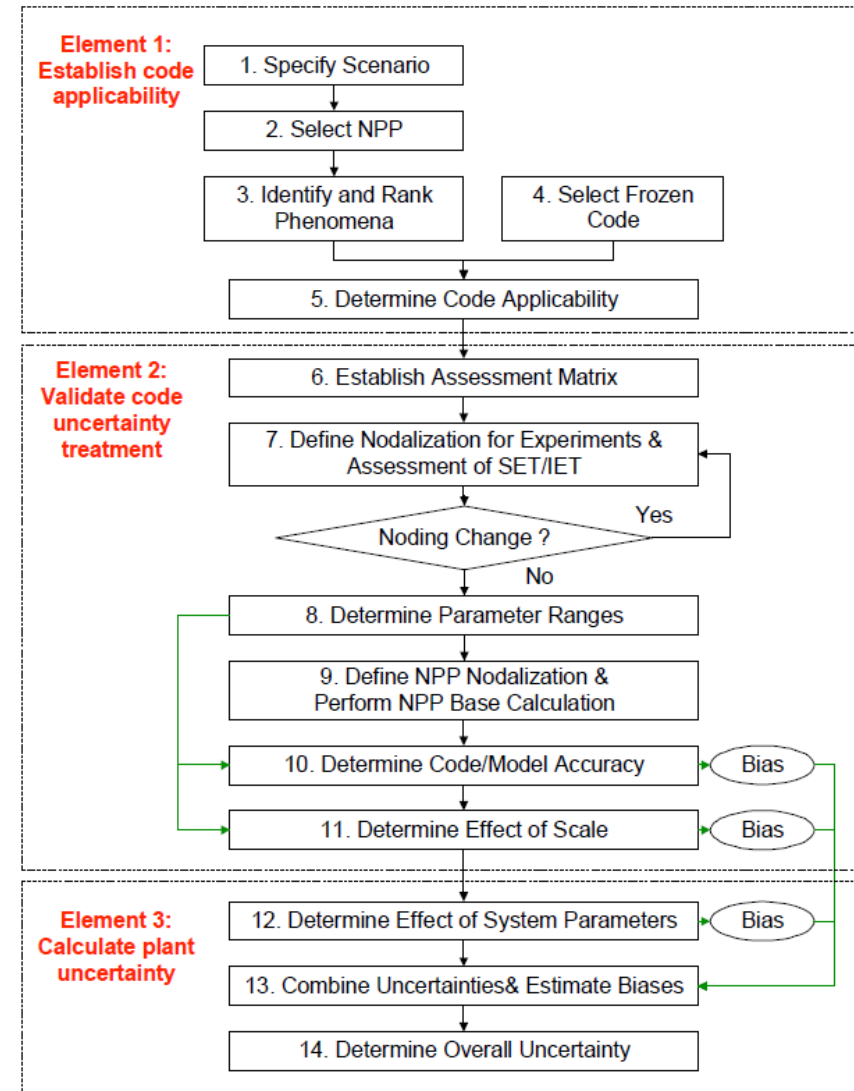 Element 1:
Establish code
applicability
1. Specify Scenario
2. Select NPP
3. Identify and Rank
Phenomena
4. Select Frozen
Code
5. Determine Code Applicability
Element 2:
Validate code
uncertainty
treatment
6. Establish Assessment Matrix
7. Define Nodalization for Experiments &
Assessment of SET/IET
Noding Change ?
Yes
No
8. Determine Parameter Ranges
9. Define NPP Nodalization &
Perform NPP Base Calculation
10. Determine Code/Model Accuracy
Bias
11. Determine Effect of Scale
Bias
Element 3:
Calculate plant
uncertainty
12. Determine Effect of System Parameters
Bias
13. Combine Uncertainties& Estimate Biases
14. Determine Overall Uncertainty